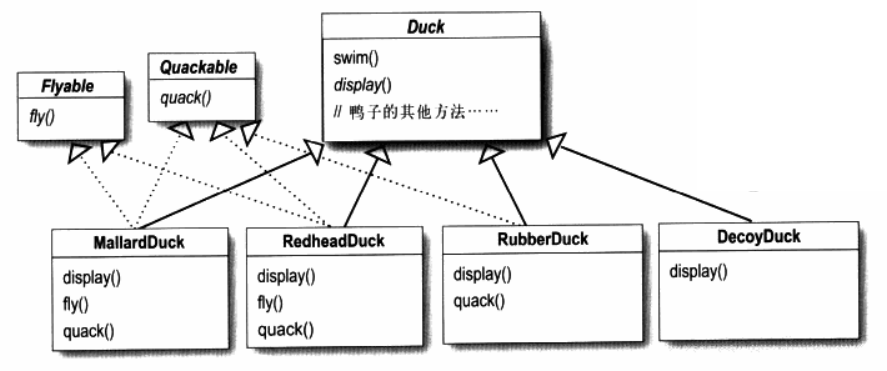 Duck
swim()
display()
// 鸭子的其他方法……
Flyable
fly()
Quackable
quack()
MallardDuck
display()
fly()
quack()
RedheadDuck
display()
fly()
quack()
RubberDuck
display()
quack()
DecoyDuck
display()